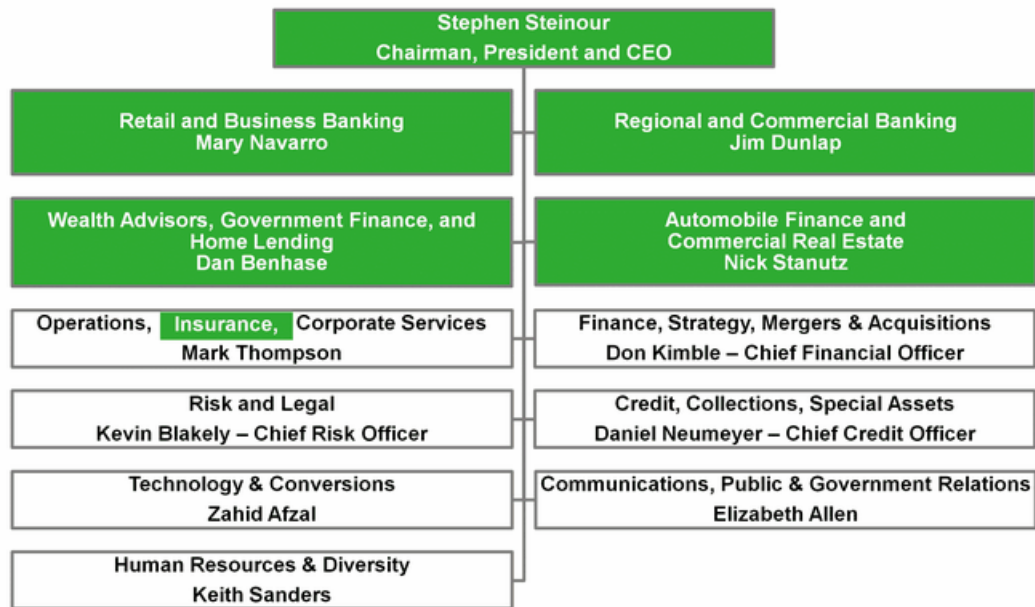 Stephen Steinour
Chairman, President and CEO
Retail and Business Banking
Mary Navarro
Regional and Commercial Banking
Jim Dunlap
Wealth Advisors, Government Finance, and
Home Lending
Dan Benhase
Automobile Finance and
Commercial Real Estate
Nick Stanutz
Operations, Insurance, Corporate Services
Mark Thompson
Finance, Strategy, Mergers & Acquisitions
Don Kimble – Chief Financial Officer
Risk and Legal
Kevin Blakely – Chief Risk Officer
Credit, Collections, Special Assets
Daniel Neumeyer – Chief Credit Officer
Technology & Conversions
Zahid Afzal
Communications, Public & Government Relations
Elizabeth Allen
Human Resources & Diversity
Keith Sanders